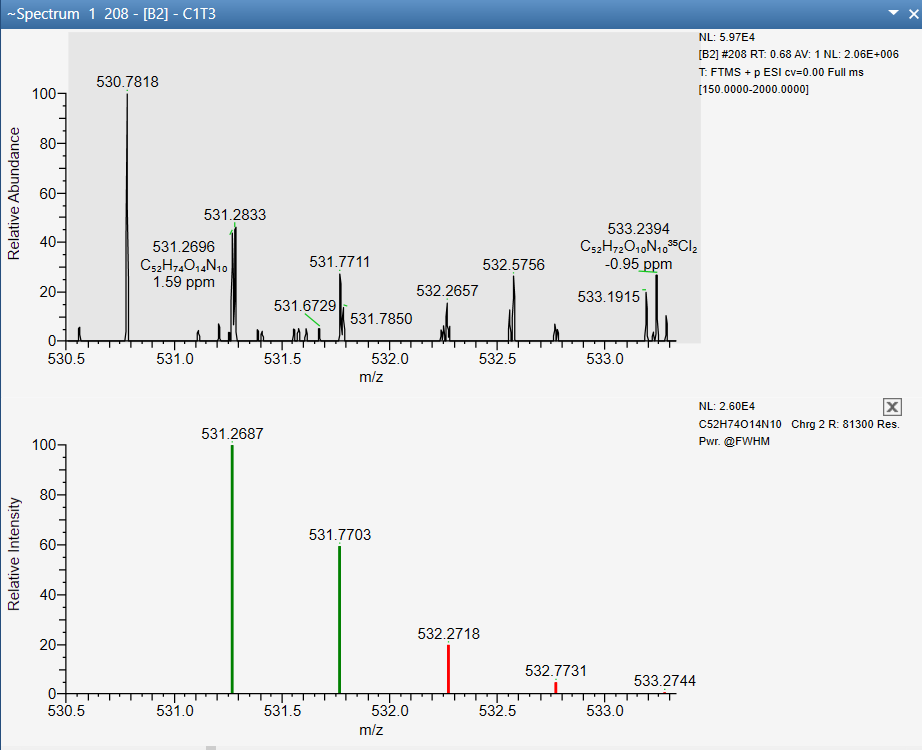 ~Spectrum 1 208 - [B2] - C1T3
NL: 5.97E4
[B2] #208 RT: 0.68 AV: 1 NL: 2.06E+006
T: FTMS + p ESI cv=0.00 Full ms
[150.0000-2000.0000]
530.7818
531.2833
531.2696
C₅₂H₇₄O₁₄N₁₀
1.59 ppm
531.6729
531.7711
531.7850
532.2657
532.5756
533.2394
C₅₂H₇₂O₁₀N₁₀³⁵Cl₂
-0.95 ppm
533.1915
Relative Abundance
100
80
60
40
20
0
530.5 531.0 531.5 532.0 532.5 533.0
m/z
NL: 2.60E4
C52H74O14N10 Chrg 2 R: 81300 Res.
Pwr. @FWHM
531.2687
531.7703
532.2718
532.7731
533.2744
Relative Intensity
100
80
60
40
20
0
530.5 531.0 531.5 532.0 532.5 533.0
m/z